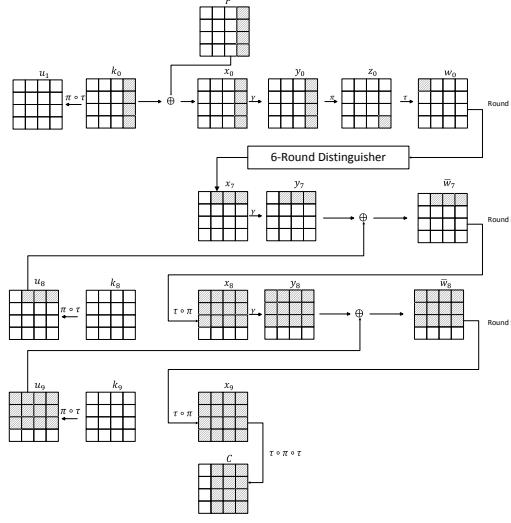 P
u₁ k₀ x₀ y₀ z₀ w₀
π ∘ τ ⊕ γ π τ Round
6-Round Distinguisher
x₇ y₇ w̅₇
γ ⊕ Round
u₈ k₈ x₈ y₈ w̅₈
π ∘ τ τ ∘ π γ ⊕ Round
u₉ k₉ x₉
π ∘ τ τ ∘ π
τ ∘ π ∘ τ
C